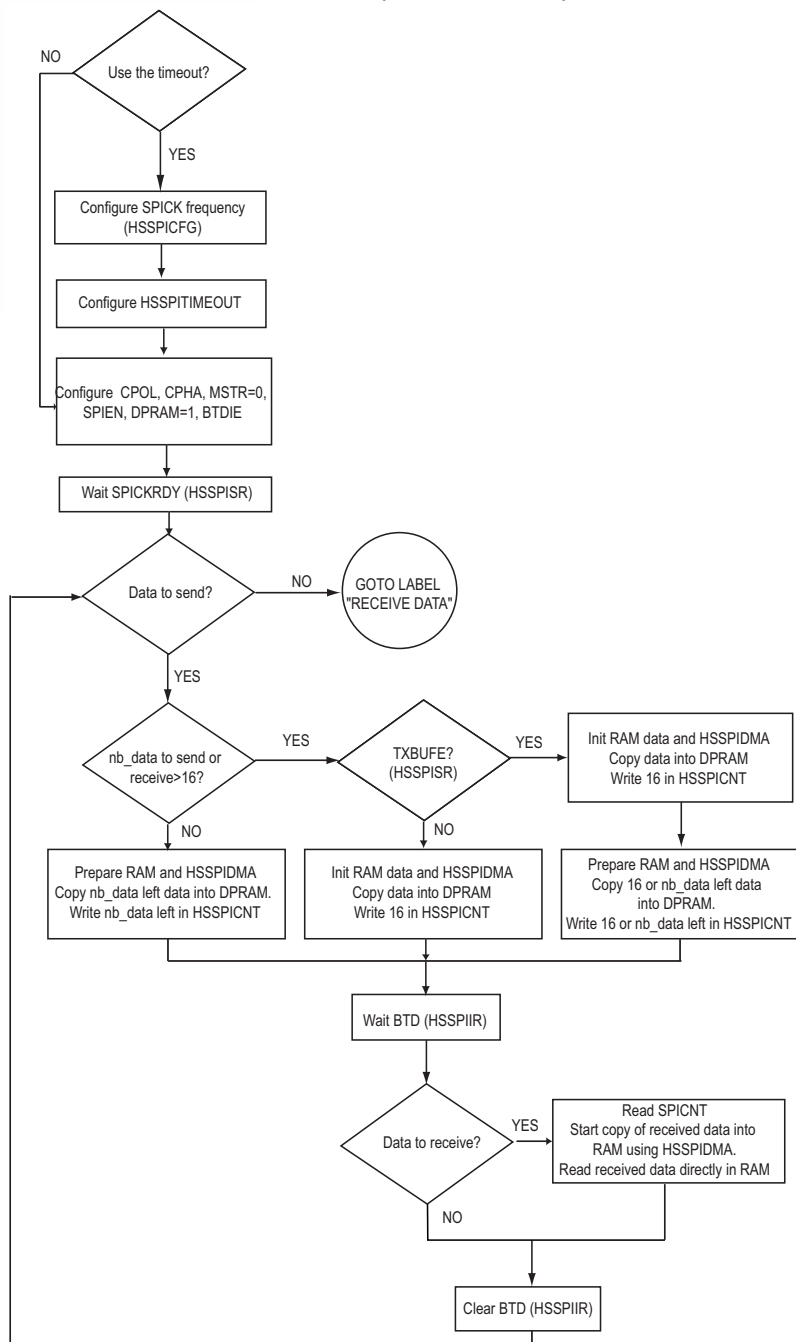 Use the timeout?
NO
YES
Configure SPICK frequency
(HSSPICFG)
Configure HSSPITIMEOUT
Configure CPOL, CPHA, MSTR=0,
SPIEN, DPRAM=1, BTDIE
Wait SPICKRDY (HSSPISR)
Data to send?
NO
GOTO LABEL
"RECEIVE DATA"
YES
nb_data to send or
receive>16?
YES
TXBUFE?
(HSSPISR)
YES
Init RAM data and HSSPIDMA
Copy data into DPRAM
Write 16 in HSSPICNT
NO
NO
Prepare RAM and HSSPIDMA
Copy nb_data left data into DPRAM.
Write nb_data left in HSSPICNT
Init RAM data and HSSPIDMA
Copy data into DPRAM
Write 16 in HSSPICNT
Prepare RAM and HSSPIDMA
Copy 16 or nb_data left data
into DPRAM.
Write 16 or nb_data left in HSSPICNT
Wait BTD (HSSPIIR)
Data to receive?
YES
Read SPICNT
Start copy of received data into
RAM using HSSPIDMA.
Read received data directly in RAM
NO
Clear BTD (HSSPIIR)